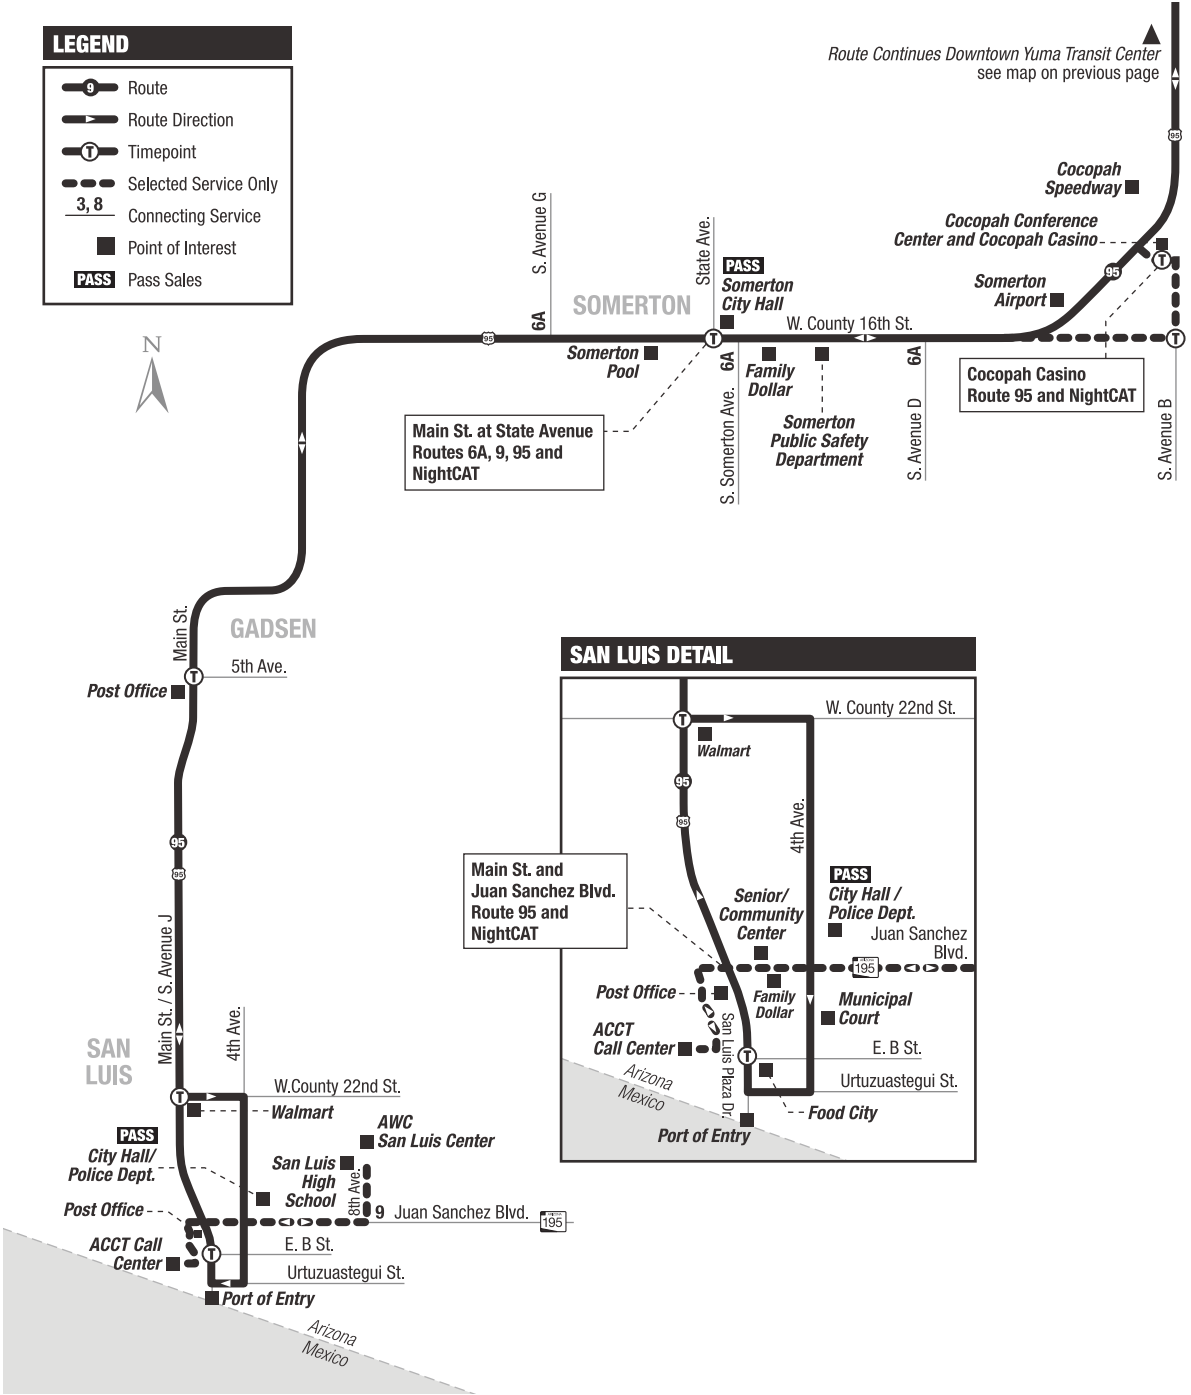 LEGEND
9
Route
Route Direction
T
Timepoint
Selected Service Only
3, 8
Connecting Service
Point of Interest
PASS
Pass Sales
N
Route Continues Downtown Yuma Transit Center
see map on previous page
95
Cocopah
Speedway
Cocopah Conference
Center and Cocopah Casino
T
95
Somerton
Airport
S. Avenue G
6A
SOMERTON
State Ave.
PASS
Somerton
City Hall
W. County 16th St.
95
T
T
Somerton
Pool
6A
S. Somerton Ave.
Family
Dollar
6A
S. Avenue D
Cocopah Casino
Route 95 and NightCAT
S. Avenue B
Main St. at State Avenue
Routes 6A, 9, 95 and
NightCAT
Somerton
Public Safety
Department
Main St.
GADSEN
T
5th Ave.
Post Office
95
95
Main St. / S. Avenue J
SAN
LUIS
4th Ave.
T
W.County 22nd St.
Walmart
PASS
City Hall/
Police Dept.
AWC
San Luis Center
San Luis
High
School
8th Ave.
Post Office
9
Juan Sanchez Blvd.
ARIZONA
195
ACCT Call
Center
T
E. B St.
Urtuzuastegui St.
Port of Entry
Arizona
Mexico
SAN LUIS DETAIL
T
W. County 22nd St.
Walmart
95
95
4th Ave.
Main St. and
Juan Sanchez Blvd.
Route 95 and
NightCAT
Senior/
Community
Center
PASS
City Hall /
Police Dept.
Juan Sanchez
Blvd.
ARIZONA
195
Post Office
Family
Dollar
Municipal
Court
ACCT
Call Center
San Luis Plaza Dr.
T
E. B St.
Arizona
Mexico
Urtuzuastegui St.
Food City
Port of Entry